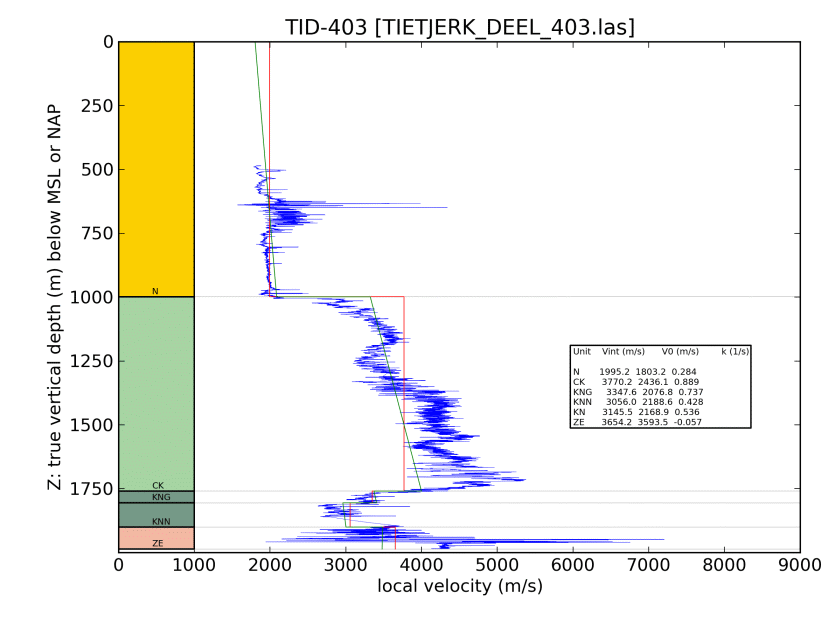 TID-403 [TIETJERK_DEEL_403.las]
Z: true vertical depth (m) below MSL or NAP
0
250
500
750
1000
1250
1500
1750
N
CK
KNG
KNN
ZE
Unit Vint (m/s) V0 (m/s) k (1/s)
N 1995.2 1803.2 0.284
CK 3770.2 2436.1 0.889
KNG 3347.6 2076.8 0.737
KNN 3056.0 2188.6 0.428
KN 3145.5 2168.9 0.536
ZE 3654.2 3593.5 -0.057
0 1000 2000 3000 4000 5000 6000 7000 8000 9000
local velocity (m/s)